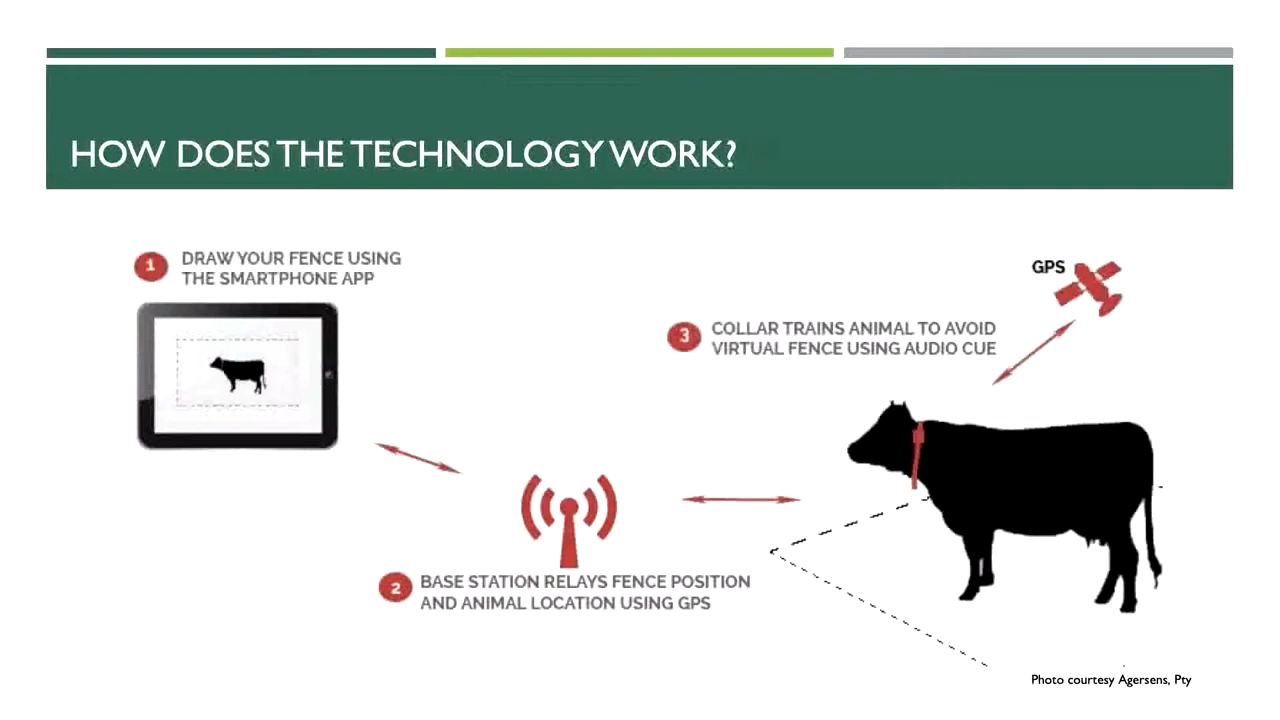 HOW DOES THE TECHNOLOGY WORK?
1
DRAW YOUR FENCE USING
THE SMARTPHONE APP
GPS
3
COLLAR TRAINS ANIMAL TO AVOID
VIRTUAL FENCE USING AUDIO CUE
2
BASE STATION RELAYS FENCE POSITION
AND ANIMAL LOCATION USING GPS
Photo courtesy Agersens, Pty